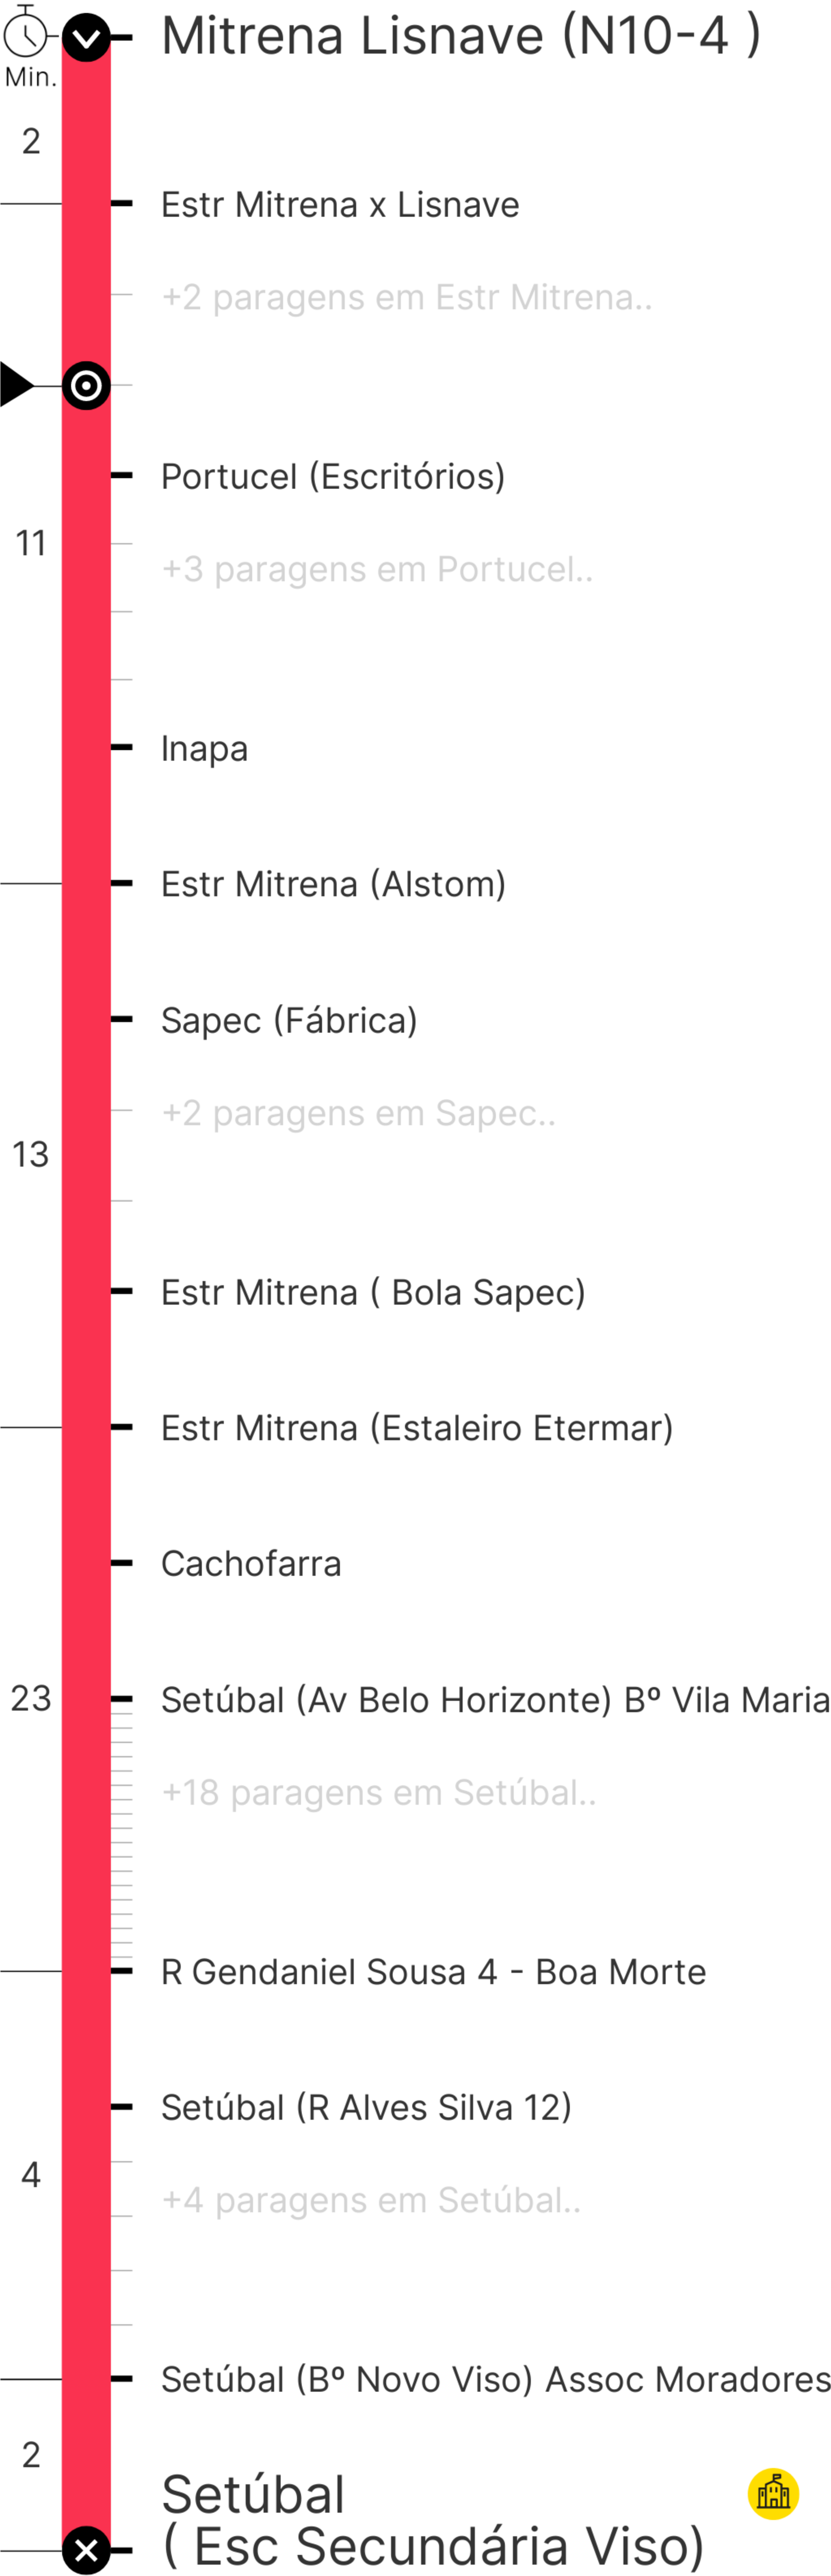 Mitrena Lisnave (N10-4 )
Min.
2
Estr Mitrena x Lisnave
+2 paragens em Estr Mitrena..
Portucel (Escritórios)
11
+3 paragens em Portucel..
Inapa
Estr Mitrena (Alstom)
Sapec (Fábrica)
+2 paragens em Sapec..
13
Estr Mitrena ( Bola Sapec)
Estr Mitrena (Estaleiro Etermar)
Cachofarra
23
Setúbal (Av Belo Horizonte) Bº Vila Maria
+18 paragens em Setúbal..
R Gendaniel Sousa 4 - Boa Morte
Setúbal (R Alves Silva 12)
4
+4 paragens em Setúbal..
Setúbal (Bº Novo Viso) Assoc Moradores
2
Setúbal
( Esc Secundária Viso)